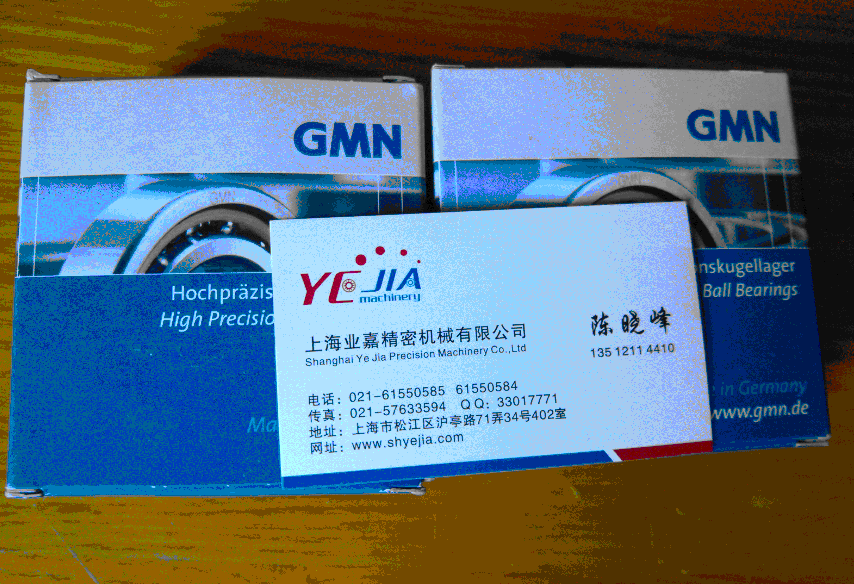 GMN
Hochpräzis
High Precisio
Ma
GMN
onskugellager
Ball Bearings
in Germany
www.gmn.de
YE JIA
machinery
上海业嘉精密机械有限公司
Shanghai Ye Jia Precision Machinery Co.,Ltd
陈晓峰
135 1211 4410
电话：021-61550585 61550584
传真：021-57633594 QQ：33017771
地址：上海市松江区沪亭路71弄34号402室
网址：www.shyejia.com